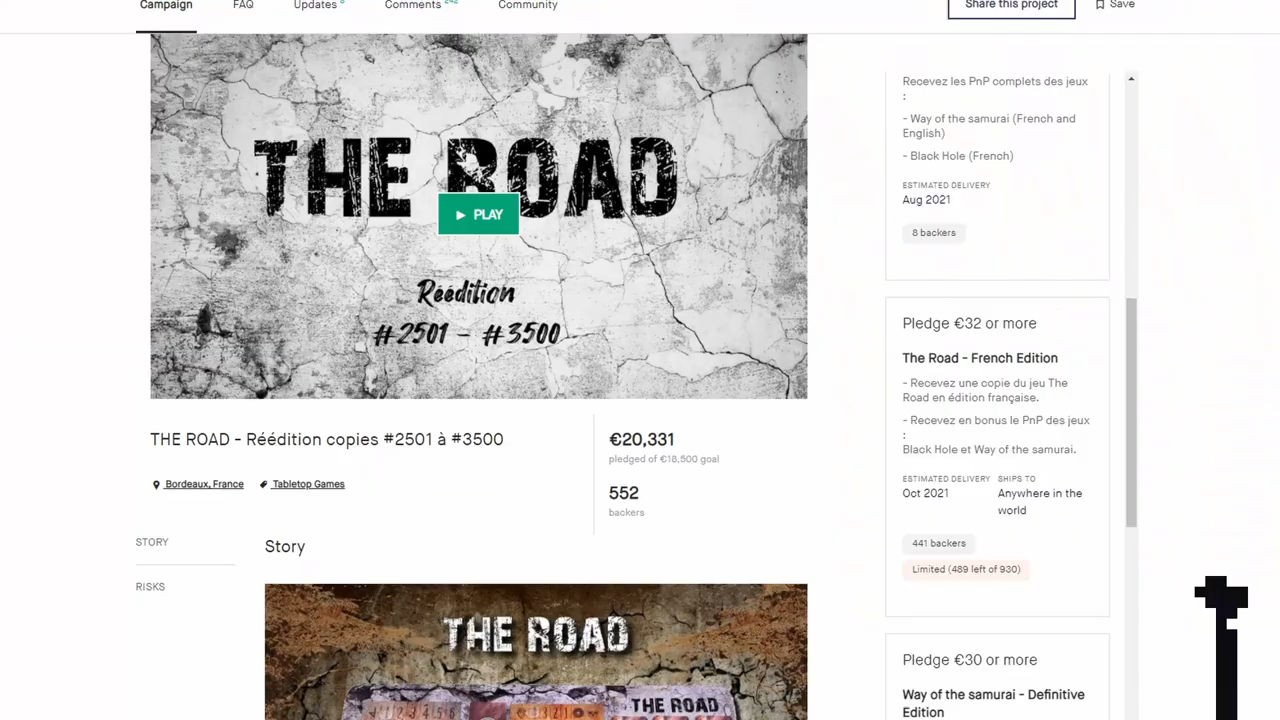 Campaign
FAQ
Updates
Comments 242
Community
Share this project
Save
THE ROAD
PLAY
Réédition
#2501 - #3500
THE ROAD - Réédition copies #2501 à #3500
Bordeaux, France
Tabletop Games
€20,331
pledged of €18,500 goal
552
backers
STORY
RISKS
Story
THE ROAD
THE ROAD
Recevez les PnP complets des jeux
:
- Way of the samurai (French and
English)
- Black Hole (French)
ESTIMATED DELIVERY
Aug 2021
8 backers
Pledge €32 or more
The Road - French Edition
- Recevez une copie du jeu The
Road en édition française.
- Recevez en bonus le PnP des jeux
:
Black Hole et Way of the samurai.
ESTIMATED DELIVERY
Oct 2021
SHIPS TO
Anywhere in the
world
441 backers
Limited (489 left of 930)
Pledge €30 or more
Way of the samurai - Definitive
Edition